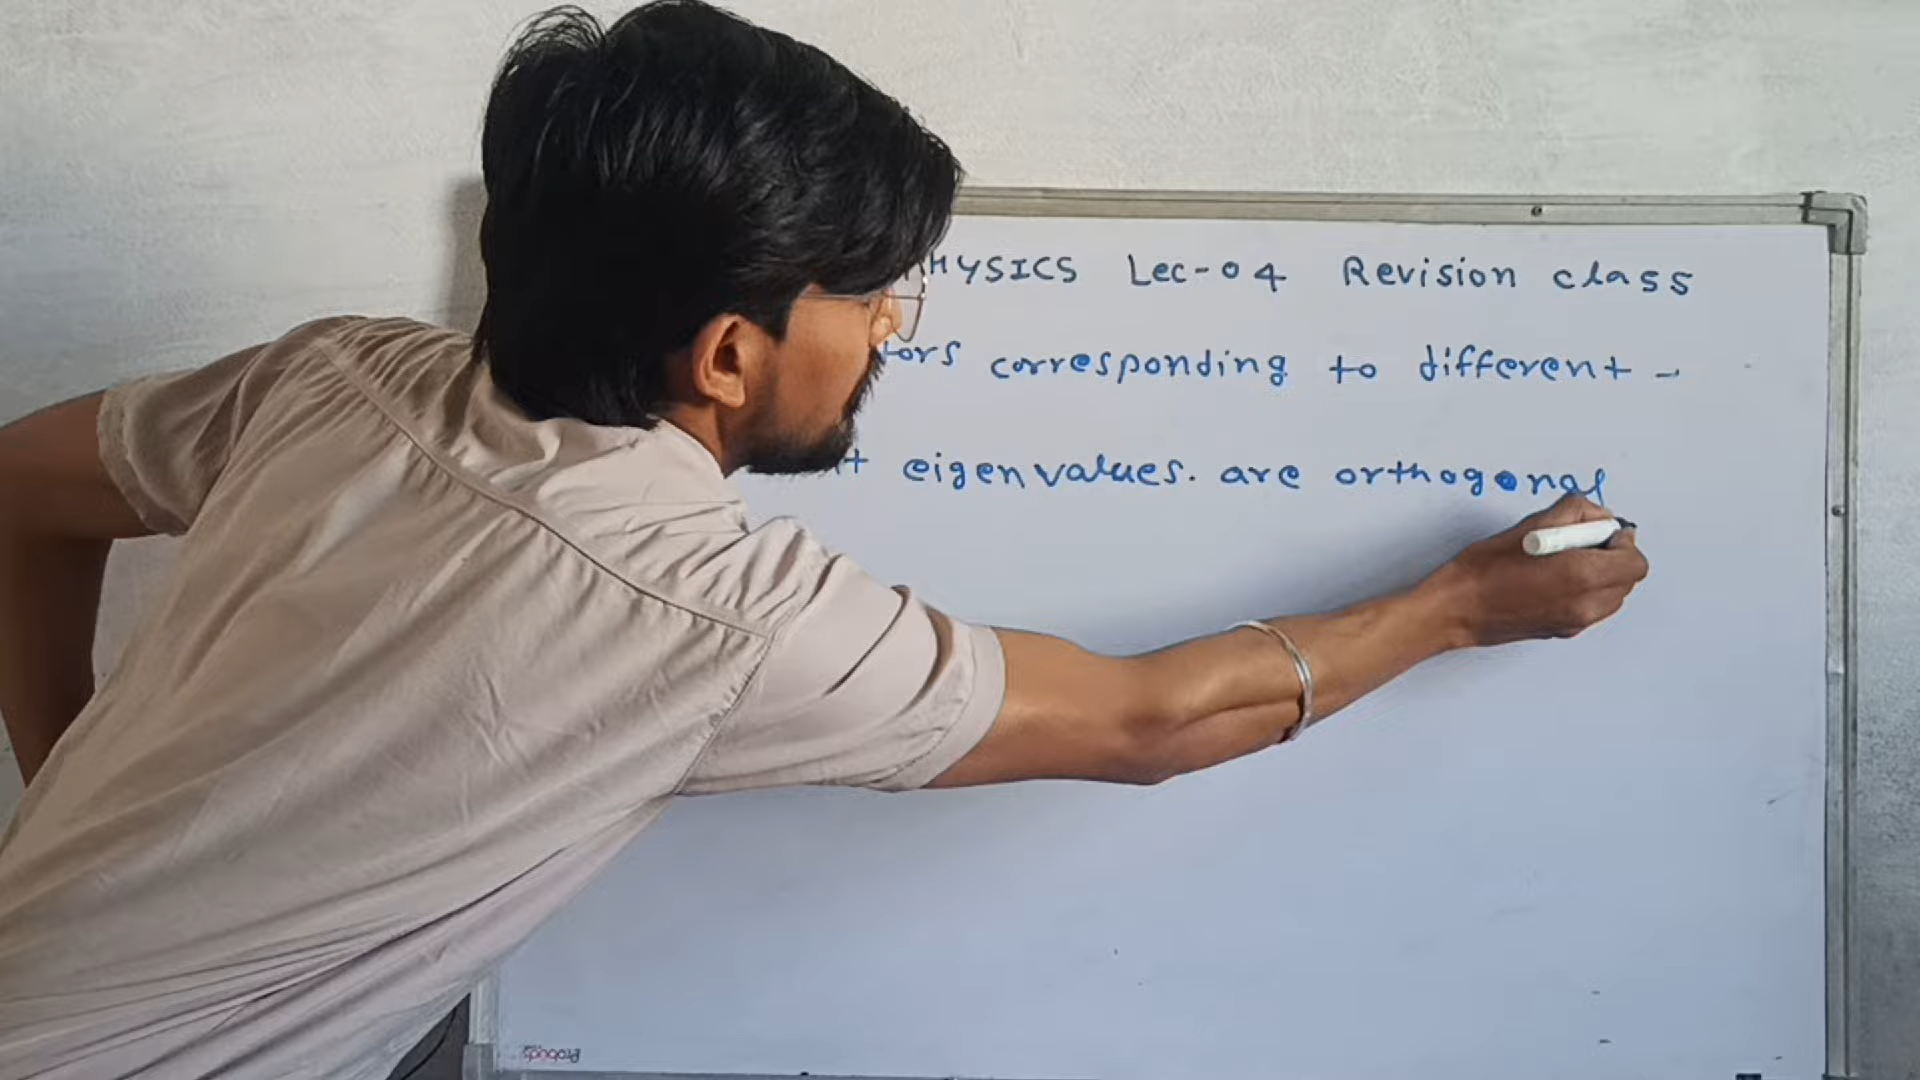 HYSICS Lec-04 Revision class
tors corresponding to different -
t eigenvalues. are orthogonal